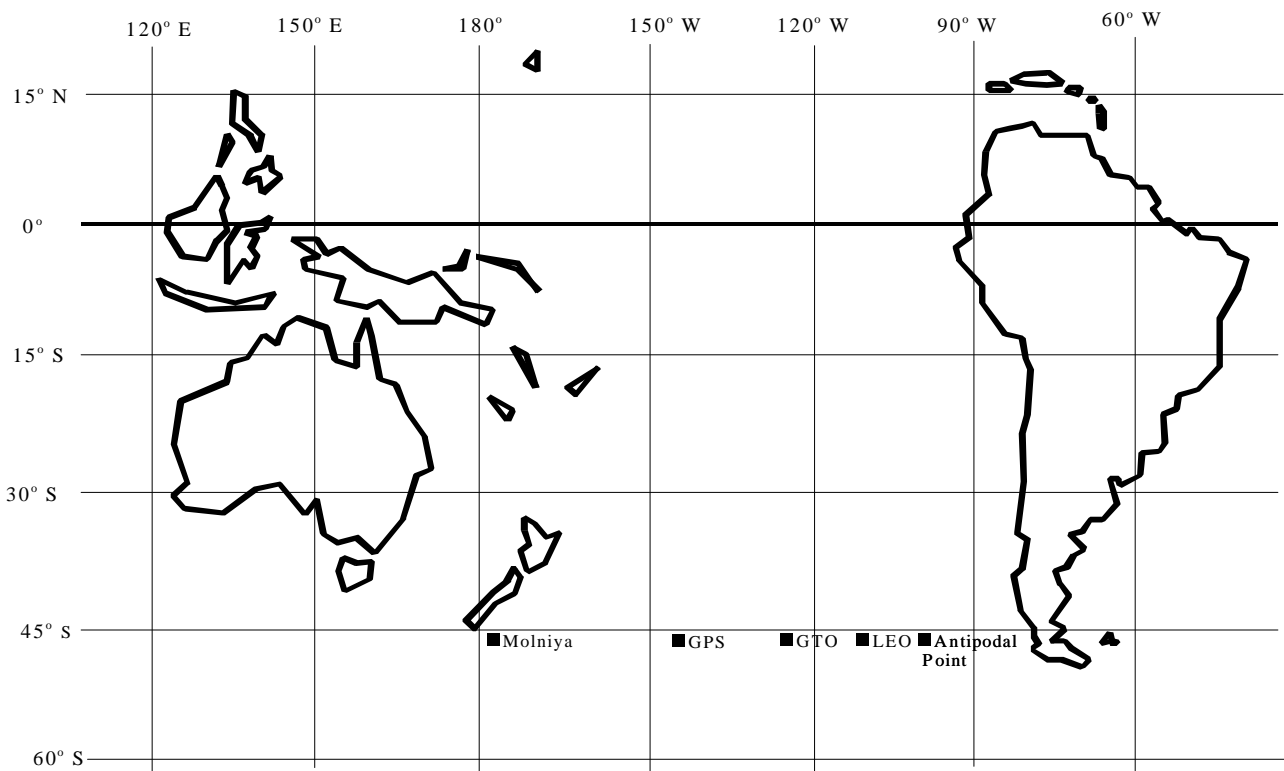 120° E 150° E 180° 150° W 120° W 90° W 60° W
15° N
0°
15° S
30° S
45° S
Molniya GPS GTO LEO Antipodal
Point
60° S